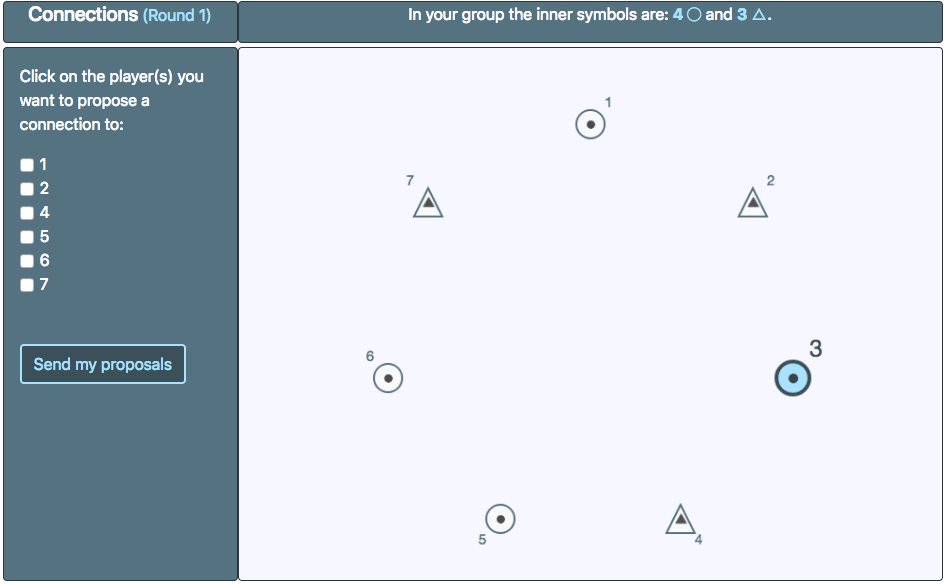 Connections (Round 1)
In your group the inner symbols are: 4 ○ and 3 △.
Click on the player(s) you
want to propose a
connection to:
1
2
4
5
6
7
Send my proposals
1
7
2
6
3
5
4